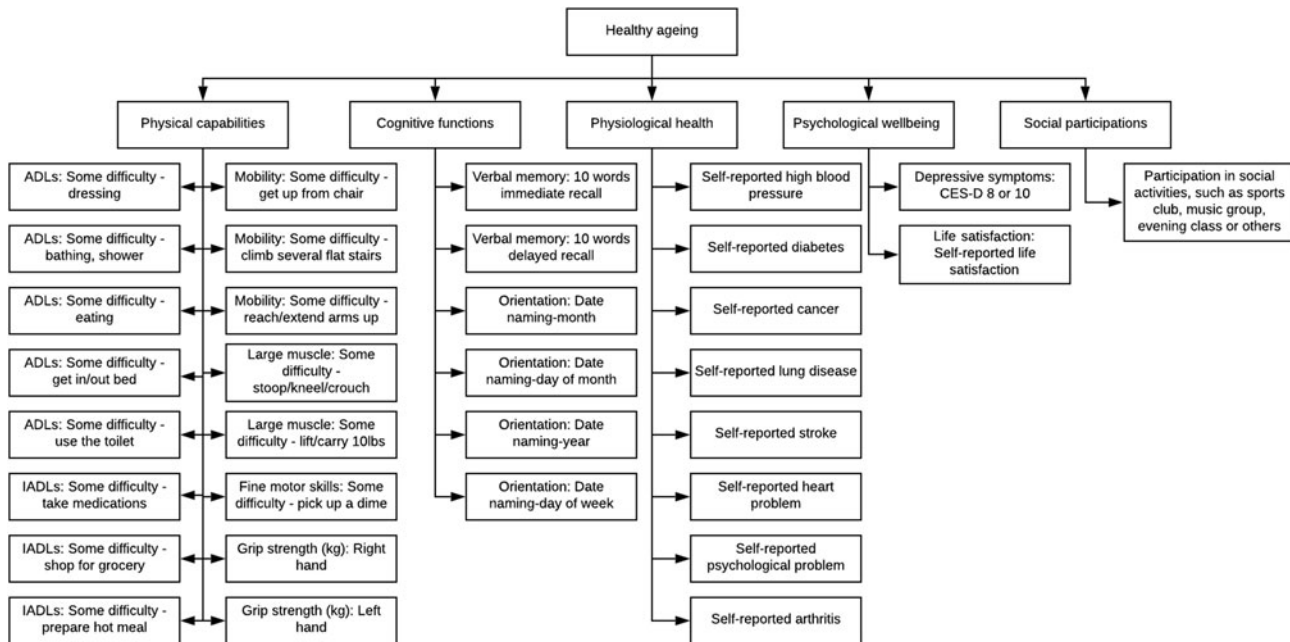 Healthy ageing
Physical capabilities
Cognitive functions
Physiological health
Psychological wellbeing
Social participations
ADLs: Some difficulty -
dressing
ADLs: Some difficulty -
bathing, shower
ADLs: Some difficulty -
eating
ADLs: Some difficulty -
get in/out bed
ADLs: Some difficulty -
use the toilet
IADLs: Some difficulty -
take medications
IADLs: Some difficulty -
shop for grocery
IADLs: Some difficulty -
prepare hot meal
Mobility: Some difficulty -
get up from chair
Mobility: Some difficulty -
climb several flat stairs
Mobility: Some difficulty -
reach/extend arms up
Large muscle: Some
difficulty -
stoop/kneel/crouch
Large muscle: Some
difficulty - lift/carry 10lbs
Fine motor skills: Some
difficulty - pick up a dime
Grip strength (kg): Right
hand
Grip strength (kg): Left
hand
Verbal memory: 10 words
immediate recall
Verbal memory: 10 words
delayed recall
Orientation: Date
naming-month
Orientation: Date
naming-day of month
Orientation: Date
naming-year
Orientation: Date
naming-day of week
Self-reported high blood
pressure
Self-reported diabetes
Self-reported cancer
Self-reported lung disease
Self-reported stroke
Self-reported heart
problem
Self-reported
psychological problem
Self-reported arthritis
Depressive symptoms:
CES-D 8 or 10
Life satisfaction:
Self-reported life
satisfaction
Participation in social
activities, such as sports
club, music group,
evening class or others